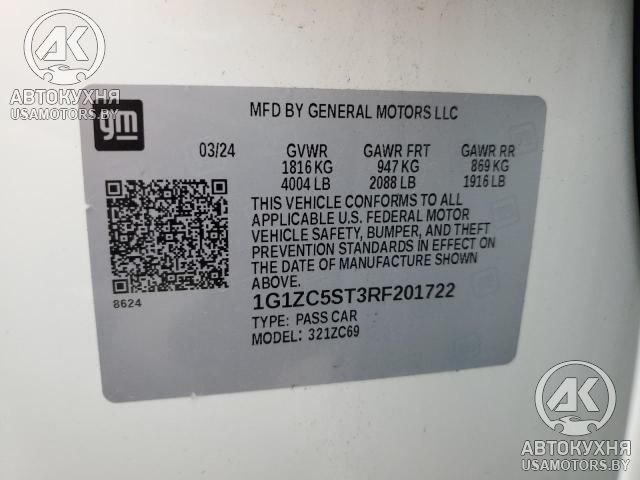 AK
АВТОКУХНЯ
USAMOTORS.BY
gm
MFD BY GENERAL MOTORS LLC
03/24 GVWR GAWR FRT GAWR RR
1816 KG 947 KG 869 KG
4004 LB 2088 LB 1916 LB
THIS VEHICLE CONFORMS TO ALL
APPLICABLE U.S. FEDERAL MOTOR
VEHICLE SAFETY, BUMPER, AND THEFT
PREVENTION STANDARDS IN EFFECT ON
THE DATE OF MANUFACTURE SHOWN
ABOVE.
8624
1G1ZC5ST3RF201722
TYPE: PASS CAR
MODEL: 321ZC69
AK
АВТОКУХНЯ
USAMOTORS.BY